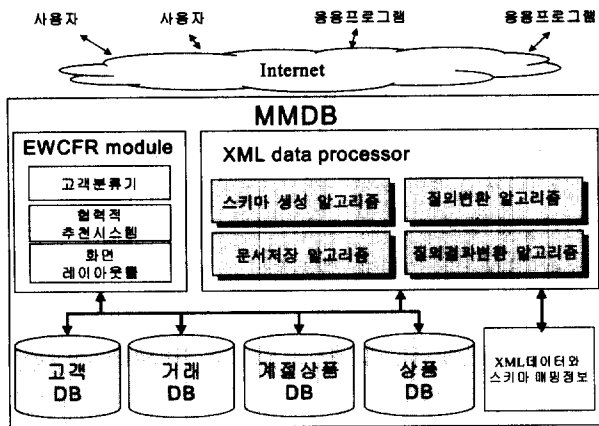 사용자
사용자
응용프로그램
응용프로그램
Internet
MMDB
EWCFR module
고객분류기
협력적
추천시스템
화면
레이아웃틀
XML data processor
스키마 생성 알고리즘
질의변환 알고리즘
문서저장 알고리즘
질의결과변환 알고리즘
고객
DB
거래
DB
계절상품
DB
상품
DB
XML데이터와
스키마 매핑정보